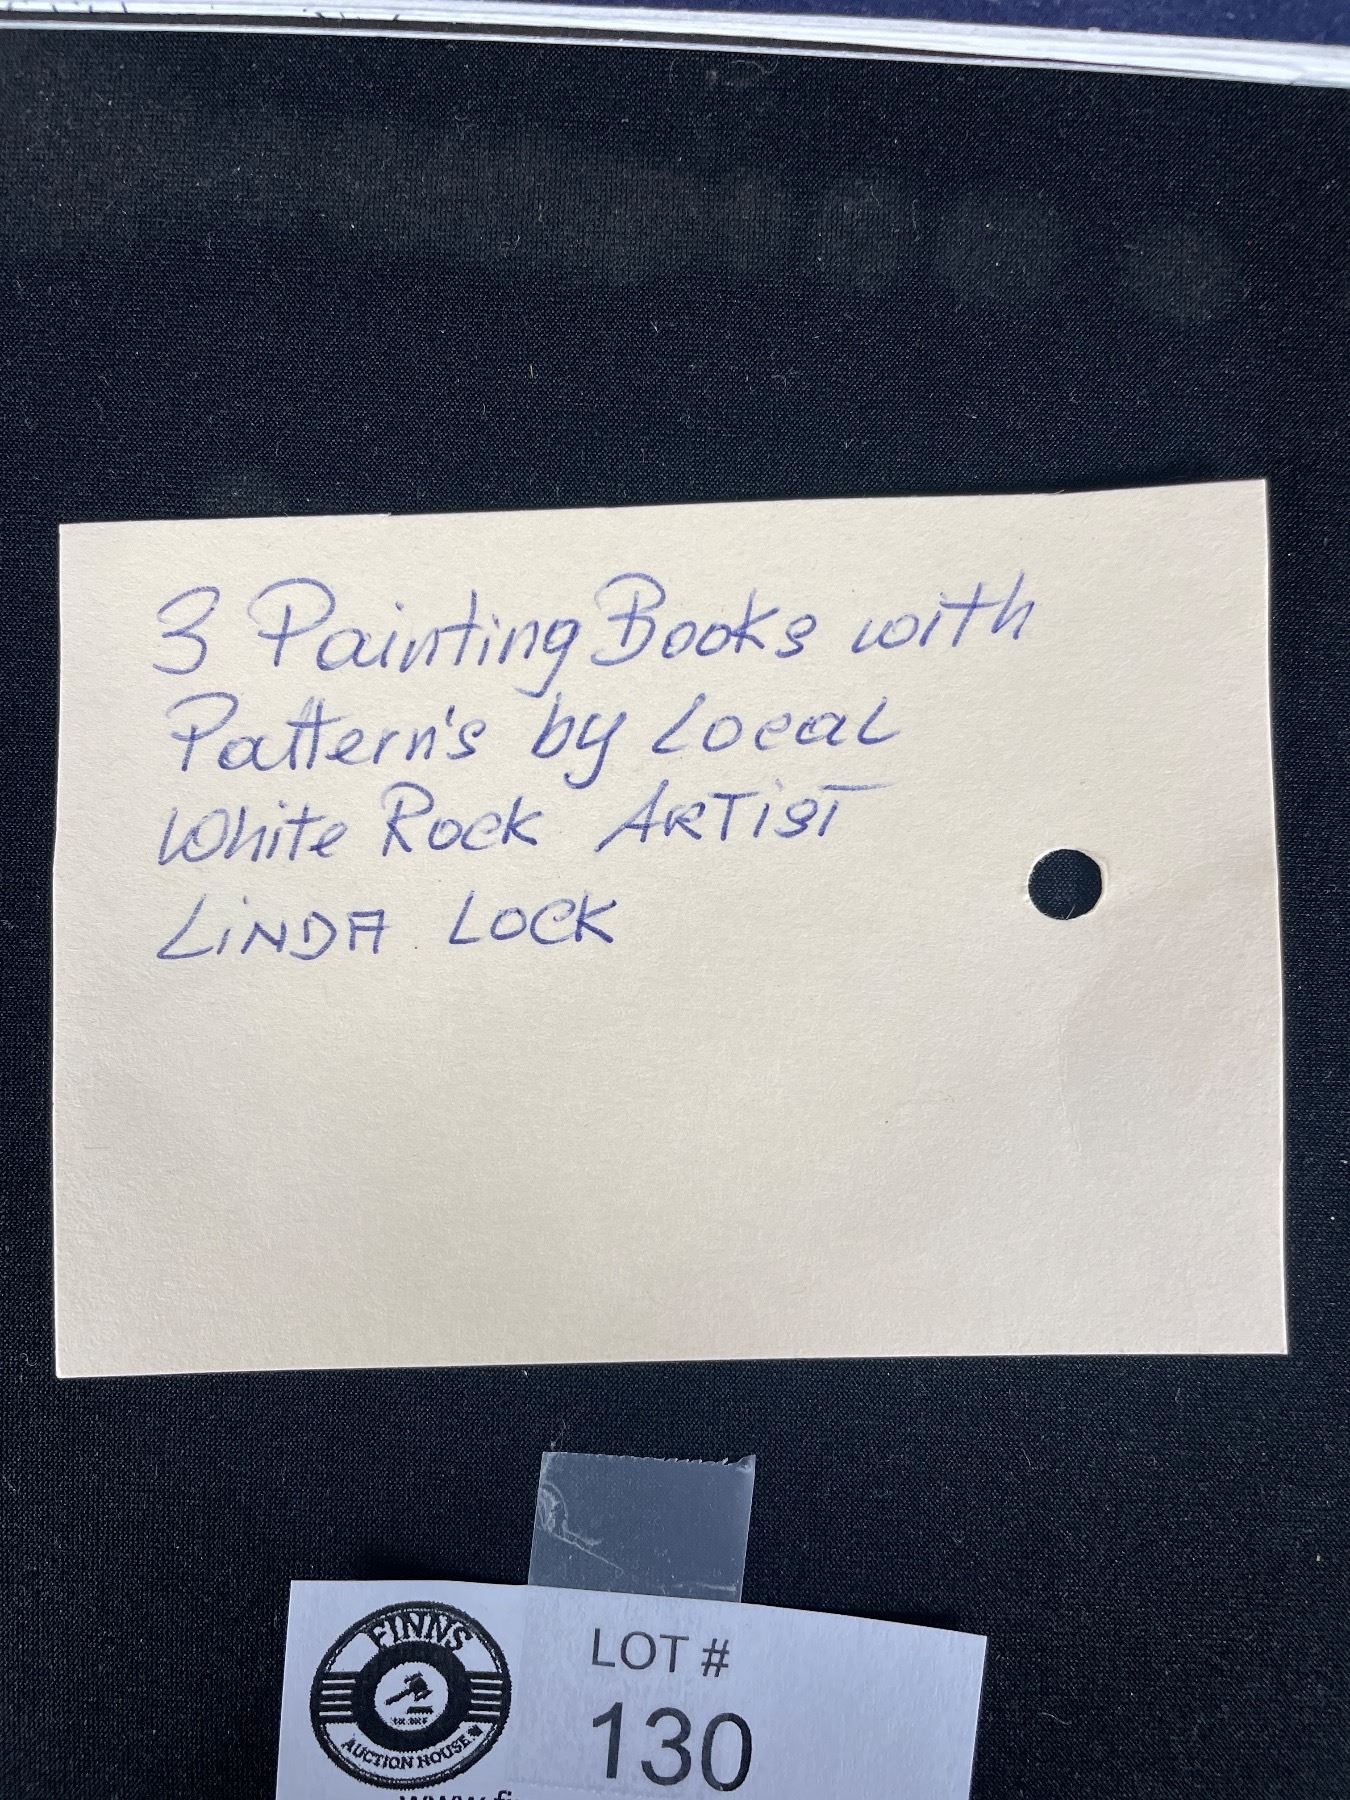 3 Painting Books with
Pattern's by Local
White Rock ARTiST
LiNDA LOCK
FINNS
AUCTION HOUSE
LOT #
130